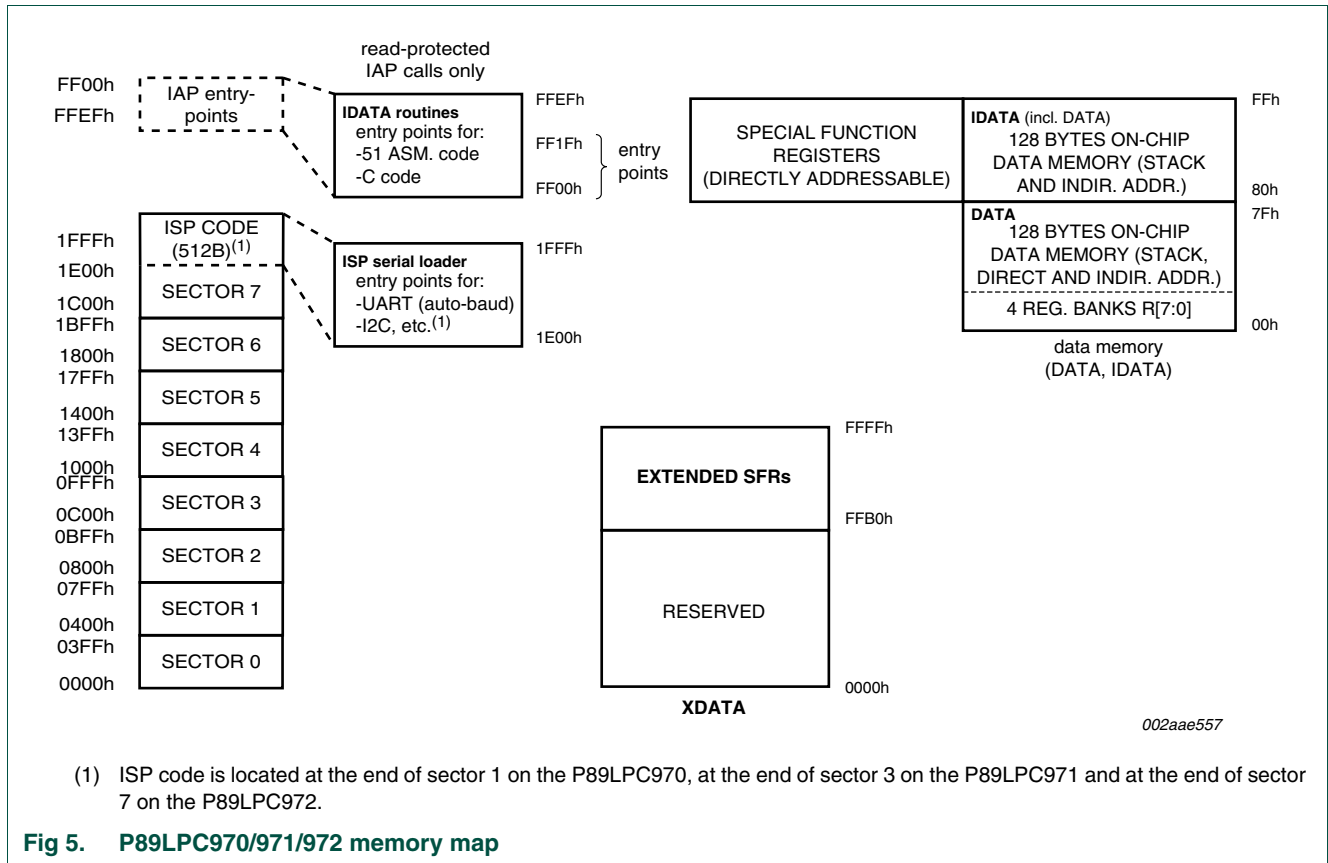 read-protected
IAP calls only
FF00h
FFEFh
IAP entry-
points
IDATA routines
entry points for:
-51 ASM. code
-C code
FFEFh
FF1Fh
FF00h
entry
points
SPECIAL FUNCTION
REGISTERS
(DIRECTLY ADDRESSABLE)
IDATA (incl. DATA)
128 BYTES ON-CHIP
DATA MEMORY (STACK
AND INDIR. ADDR.)
FFh
80h
DATA
128 BYTES ON-CHIP
DATA MEMORY (STACK,
DIRECT AND INDIR. ADDR.)
4 REG. BANKS R[7:0]
7Fh
00h
data memory
(DATA, IDATA)
ISP CODE
(512B)(1)
1FFFh
1E00h
SECTOR 7
1C00h
1BFFh
SECTOR 6
1800h
17FFh
SECTOR 5
1400h
13FFh
SECTOR 4
1000h
0FFFh
SECTOR 3
0C00h
0BFFh
SECTOR 2
0800h
07FFh
SECTOR 1
0400h
03FFh
SECTOR 0
0000h
ISP serial loader
entry points for:
-UART (auto-baud)
-I2C, etc.(1)
1FFFh
1E00h
EXTENDED SFRs
RESERVED
FFFFh
FFB0h
0000h
XDATA
002aae557
(1) ISP code is located at the end of sector 1 on the P89LPC970, at the end of sector 3 on the P89LPC971 and at the end of sector
7 on the P89LPC972.
Fig 5. P89LPC970/971/972 memory map